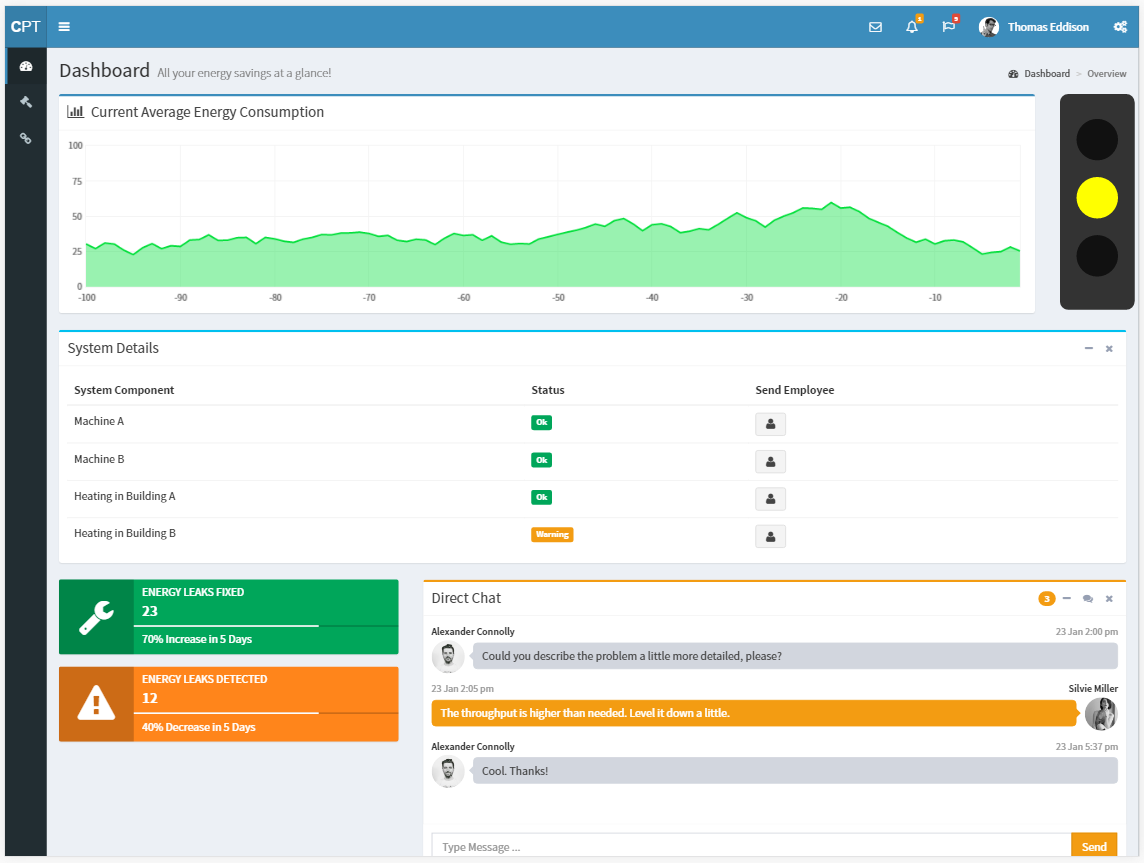 CPT
1
9
Thomas Eddison
Dashboard All your energy savings at a glance!
Dashboard > Overview
Current Average Energy Consumption
100
75
50
25
0
-100 -90 -80 -70 -60 -50 -40 -30 -20 -10
System Details
System Component Status Send Employee
Machine A Ok
Machine B Ok
Heating in Building A Ok
Heating in Building B Warning
ENERGY LEAKS FIXED
23
70% Increase in 5 Days
ENERGY LEAKS DETECTED
12
40% Decrease in 5 Days
Direct Chat 3
Alexander Connolly 23 Jan 2:00 pm
Could you describe the problem a little more detailed, please?
23 Jan 2:05 pm Silvie Miller
The throughput is higher than needed. Level it down a little.
Alexander Connolly 23 Jan 5:37 pm
Cool. Thanks!
Type Message ... Send